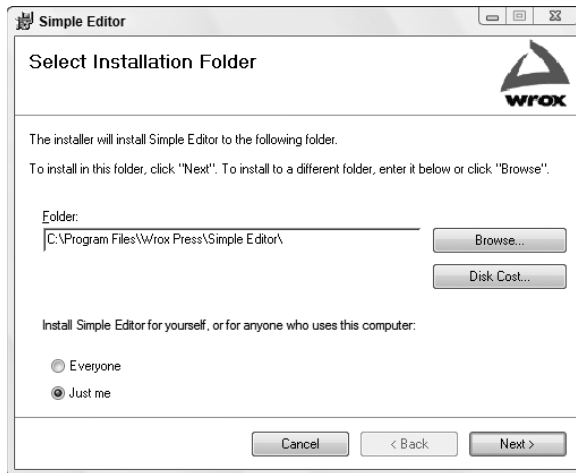 Simple Editor
Select Installation Folder
wrox
The installer will install Simple Editor to the following folder.
To install in this folder, click "Next". To install to a different folder, enter it below or click "Browse".
Folder:
C:\Program Files\Wrox Press\Simple Editor\
Browse...
Disk Cost...
Install Simple Editor for yourself, or for anyone who uses this computer:
Everyone
Just me
Cancel
< Back
Next >